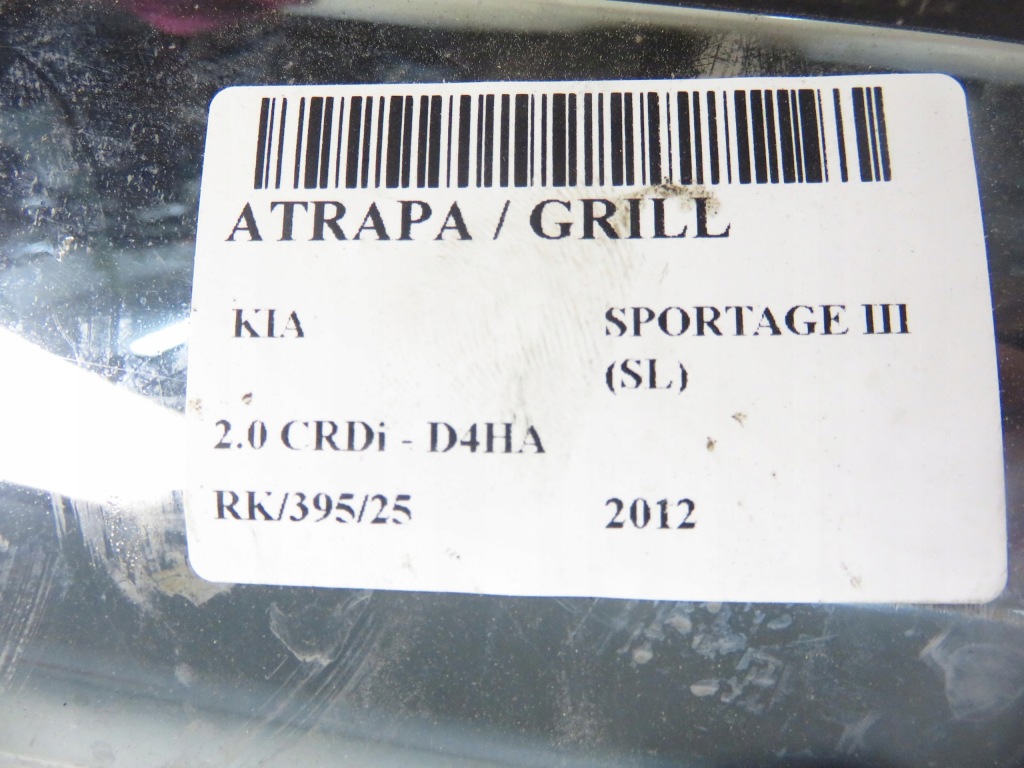 ATRAPA / GRILL
KIA SPORTAGE III
(SL)
2.0 CRDi - D4HA
RK/395/25 2012